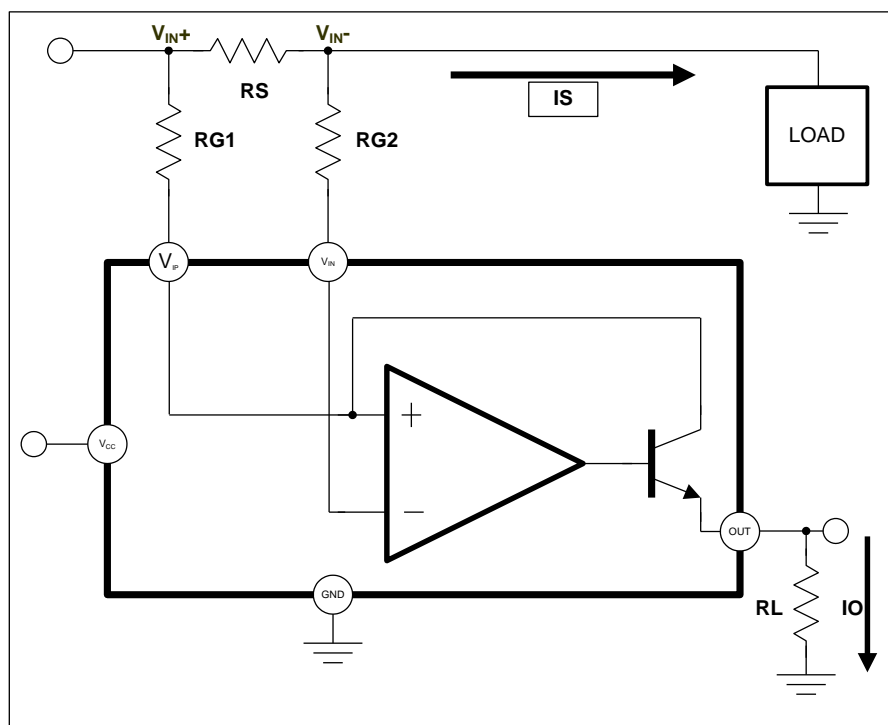 VIN+ VIN-
RS
IS
RG1 RG2
LOAD
VIP VIN
+
VCC
−
OUT
GND
RL IO